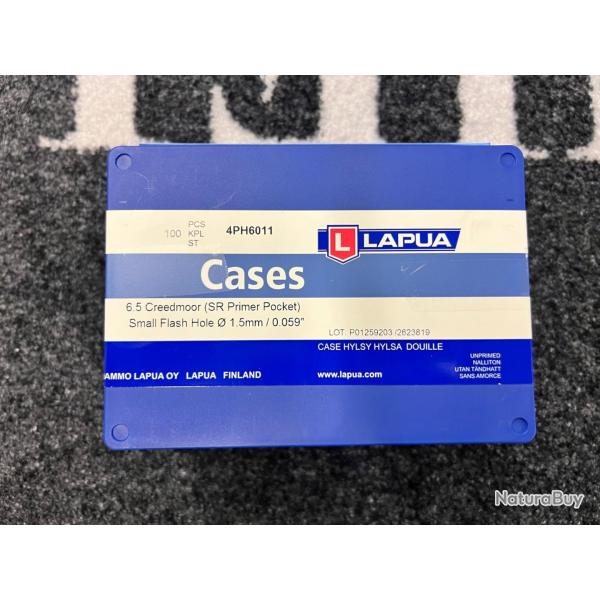 100 PCS
KPL
ST
4PH6011
L LAPUA
Cases
6.5 Creedmoor (SR Primer Pocket)
Small Flash Hole Ø 1.5mm / 0.059"
LOT: P01259203 /2623819
CASE HYLSY HYLSA DOUILLE
UNPRIMED
NALLITON
UTAN TÄNDHATT
SANS AMORCE
AMMO LAPUA OY LAPUA FINLAND
www.lapua.com
NaturaBuy